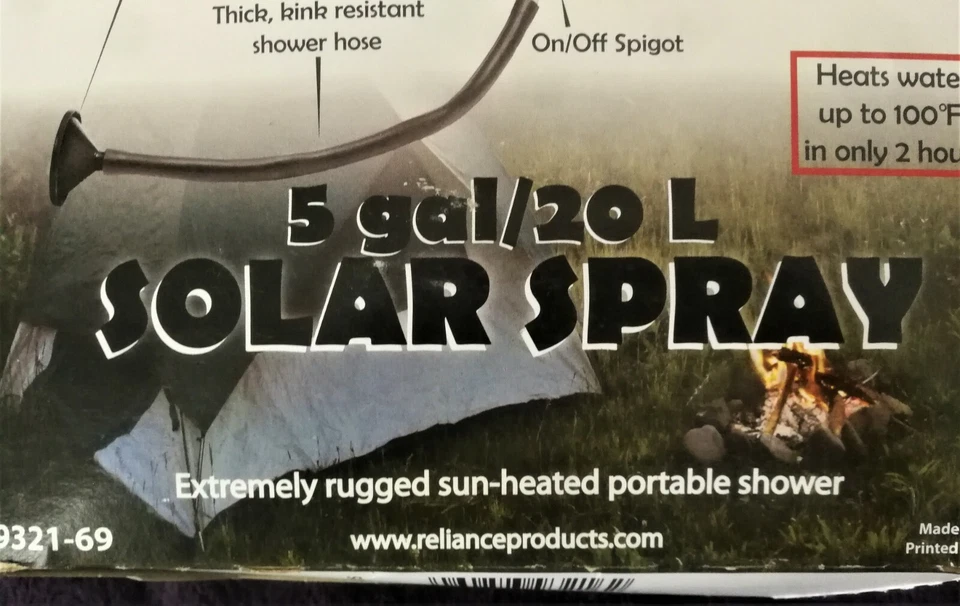 Thick, kink resistant
shower hose
On/Off Spigot
Heats wate
up to 100°F
in only 2 hou
5 gal/20 L
SOLAR SPRAY
Extremely rugged sun-heated portable shower
9321-69
www.relianceproducts.com
Made
Printed